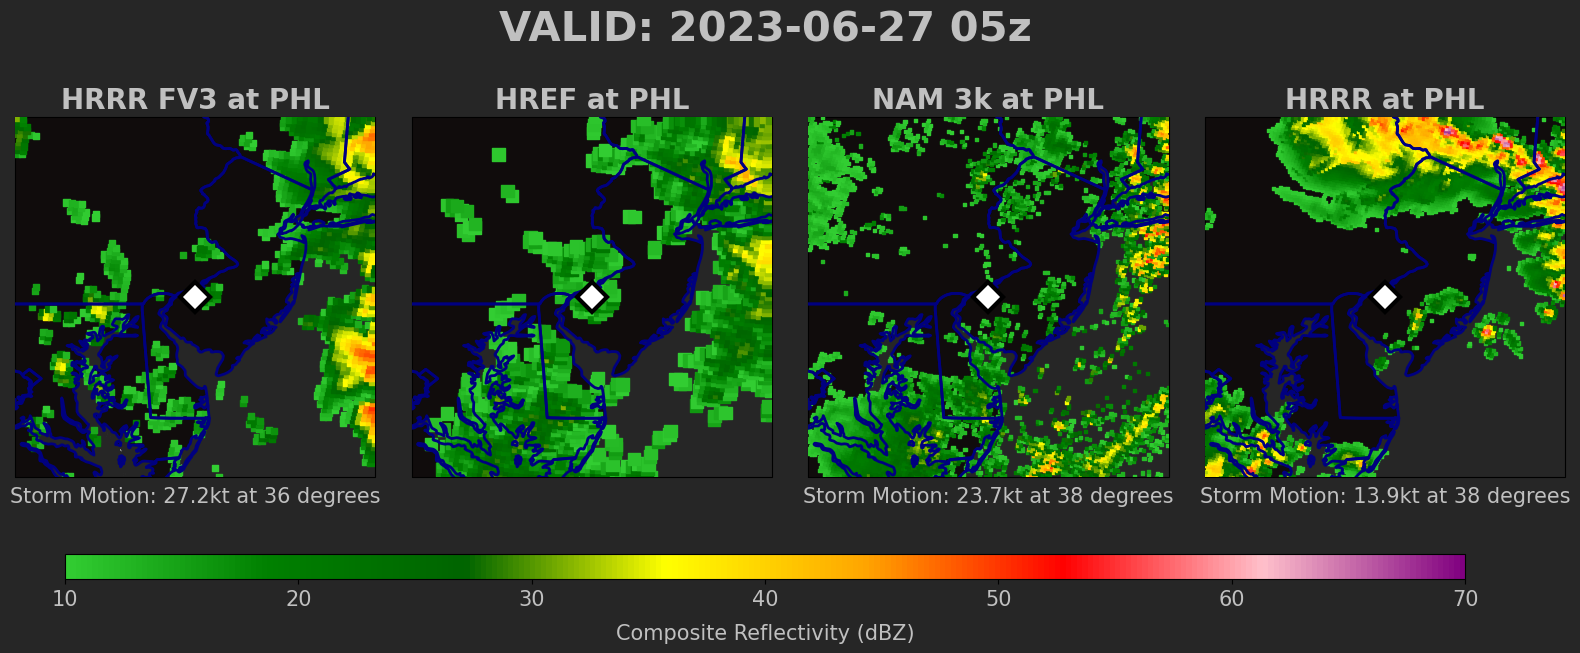 VALID: 2023-06-27 05z
HRRR FV3 at PHL
HREF at PHL
NAM 3k at PHL
HRRR at PHL
Storm Motion: 27.2kt at 36 degrees
Storm Motion: 23.7kt at 38 degrees
Storm Motion: 13.9kt at 38 degrees
10 20 30 40 50 60 70
Composite Reflectivity (dBZ)